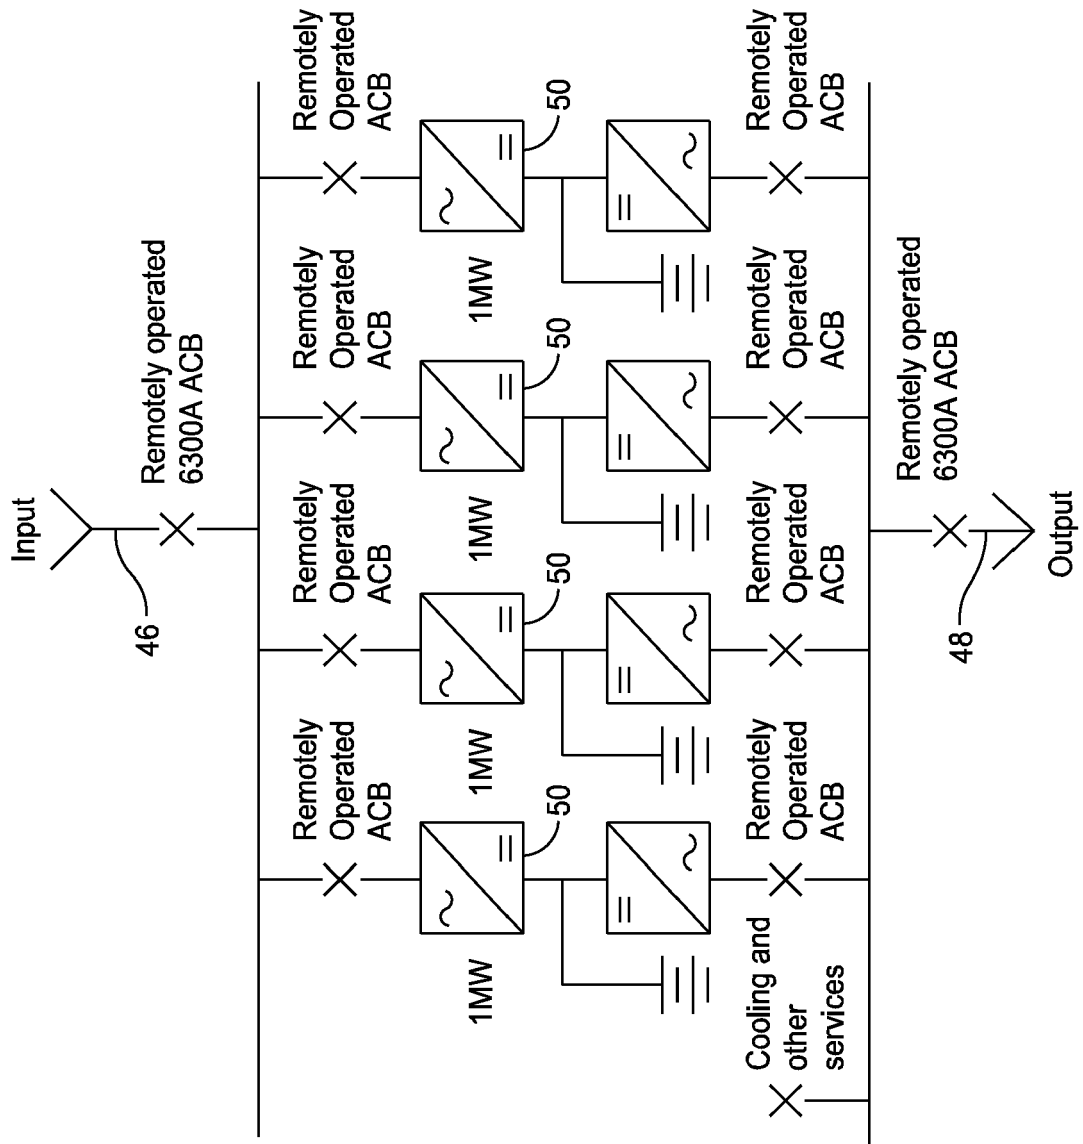 Input
46
Remotely operated
6300A ACB
Remotely
Operated
ACB
Remotely
Operated
ACB
Remotely
Operated
ACB
Remotely
Operated
ACB
1MW
50
1MW
50
1MW
50
1MW
50
Cooling and
other
services
Remotely
Operated
ACB
Remotely
Operated
ACB
Remotely
Operated
ACB
Remotely
Operated
ACB
48
Remotely operated
6300A ACB
Output